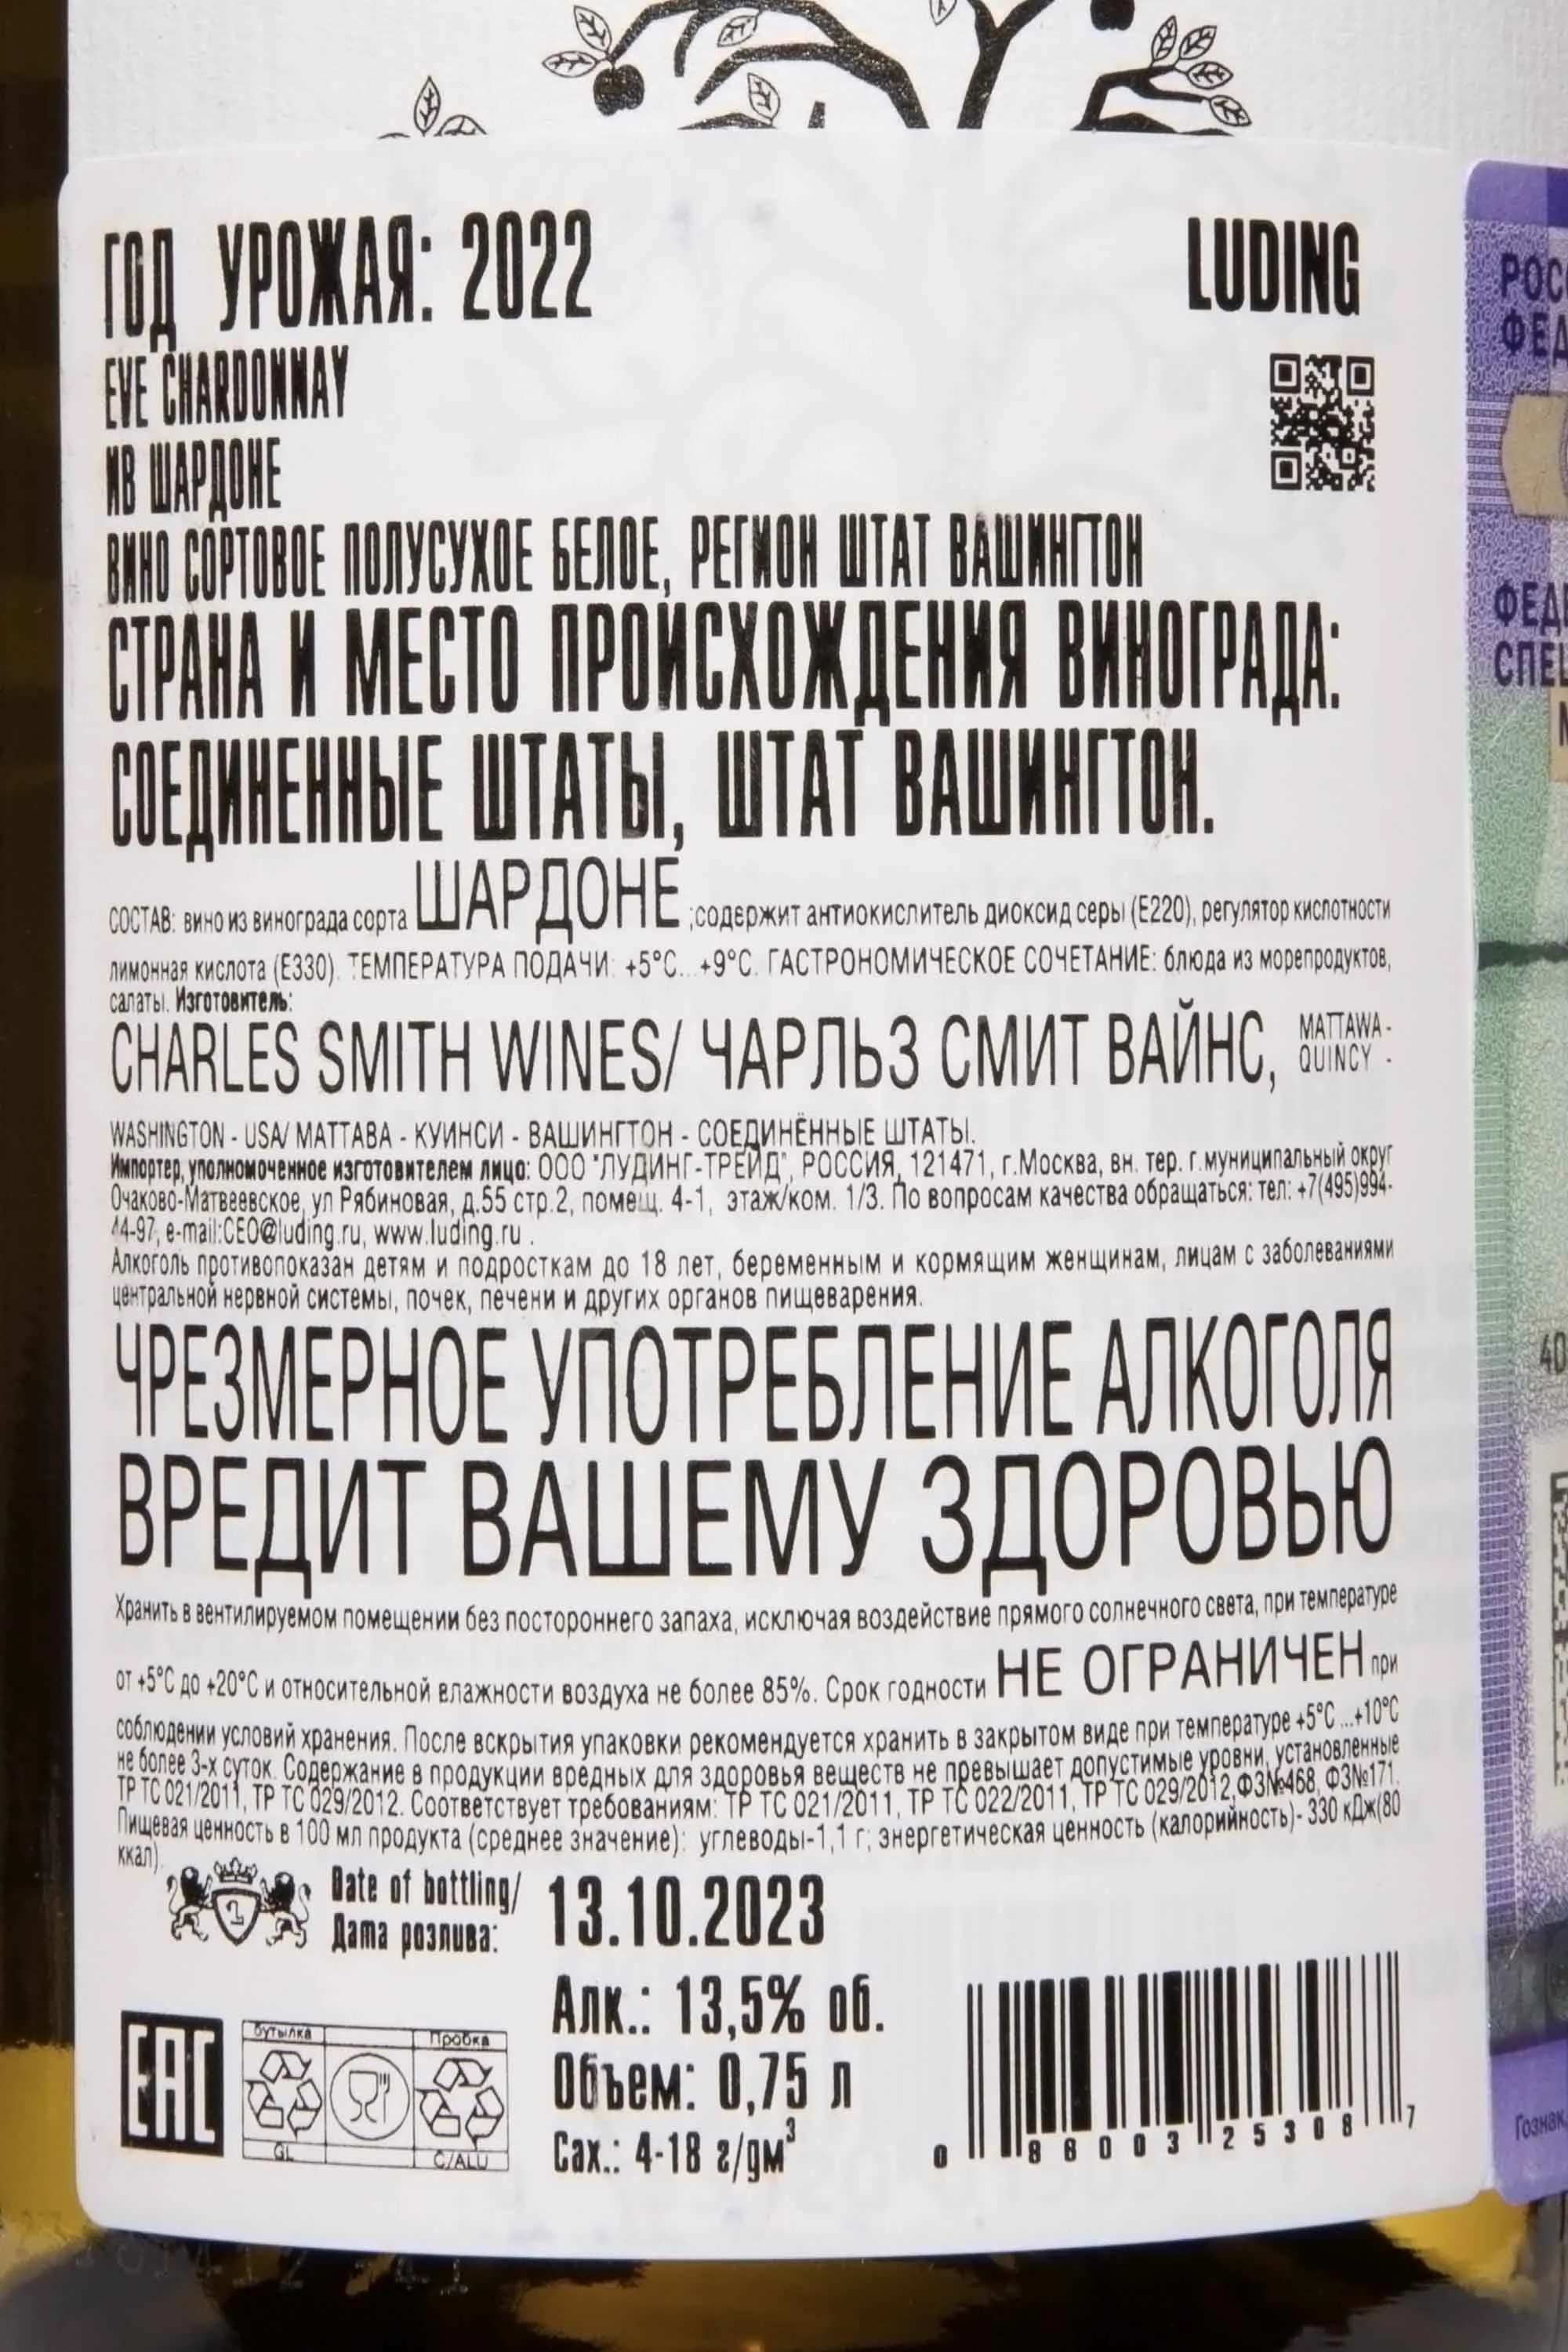 ГОД УРОЖАЯ: 2022
LUDING
EVE CHARDONNAY
ИВ ШАРДОНЕ
ВИНО СОРТОВОЕ ПОЛУСУХОЕ БЕЛОЕ, РЕГИОН ШТАТ ВАШИНГТОН
СТРАНА И МЕСТО ПРОИСХОЖДЕНИЯ ВИНОГРАДА:
СОЕДИНЕННЫЕ ШТАТЫ, ШТАТ ВАШИНГТОН.
СОСТАВ: вино из винограда сорта ШАРДОНЕ ;содержит антиокислитель диоксид серы (Е220), регулятор кислотности
лимонная кислота (Е330). ТЕМПЕРАТУРА ПОДАЧИ: +5°С... +9°С. ГАСТРОНОМИЧЕСКОЕ СОЧЕТАНИЕ: блюда из морепродуктов,
салаты. Изготовитель:
CHARLES SMITH WINES/ ЧАРЛЬЗ СМИТ ВАЙНС, MATTAWA-
QUINCY -
WASHINGTON - USA/ МАТТАВА - КУИНСИ - ВАШИНГТОН - СОЕДИНЁННЫЕ ШТАТЫ.
Импортер, уполномоченное изготовителем лицо: ООО "ЛУДИНГ-ТРЕЙД", РОССИЯ, 121471, г.Москва, вн. тер. г.муниципальный округ
Очаково-Матвеевское, ул Рябиновая, д.55 стр.2, помещ. 4-1, этаж/ком. 1/3. По вопросам качества обращаться: тел: +7(495)994-
44-97, e-mail:CEO@luding.ru, www.luding.ru .
Алкоголь противопоказан детям и подросткам до 18 лет, беременным и кормящим женщинам, лицам с заболеваниями
центральной нервной системы, почек, печени и других органов пищеварения.
ЧРЕЗМЕРНОЕ УПОТРЕБЛЕНИЕ АЛКОГОЛЯ
ВРЕДИТ ВАШЕМУ ЗДОРОВЬЮ
Хранить в вентилируемом помещении без постороннего запаха, исключая воздействие прямого солнечного света, при температуре
от +5°С до +20°С и относительной влажности воздуха не более 85%. Срок годности НЕ ОГРАНИЧЕН при
соблюдении условий хранения. После вскрытия упаковки рекомендуется хранить в закрытом виде при температуре +5°С ...+10°С
не более 3-х суток. Содержание в продукции вредных для здоровья веществ не превышает допустимые уровни, установленные
ТР ТС 021/2011, ТР ТС 029/2012. Соответствует требованиям: ТР ТС 021/2011, ТР ТС 022/2011, ТР ТС 029/2012,ФЗ№468, ФЗ№171.
Пищевая ценность в 100 мл продукта (среднее значение): углеводы-1,1 г; энергетическая ценность (калорийность)- 330 кДж(80
ккал).
Date of bottling/
Дата розлива:
13.10.2023
Алк.: 13,5% об.
Объем: 0,75 л
Сах.: 4-18 г/дм³
EAC
бутылка
Пробка
GL
C/ALU
0 88003 25308 7
РОС
ФЕД
ФЕД
СПЕЦ
40
Гознак